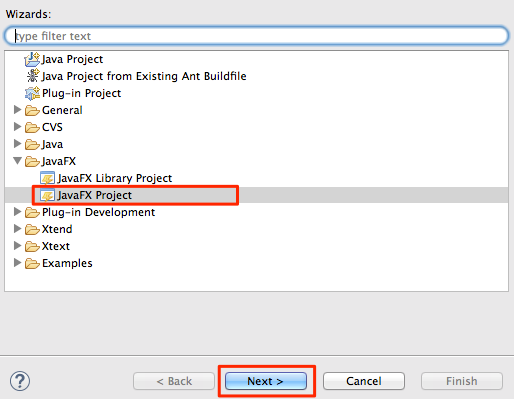 Wizards:
type filter text
Java Project
Java Project from Existing Ant Buildfile
Plug-in Project
General
CVS
Java
JavaFX
JavaFX Library Project
JavaFX Project
Plug-in Development
Xtend
Xtext
Examples
?
< Back
Next >
Cancel
Finish